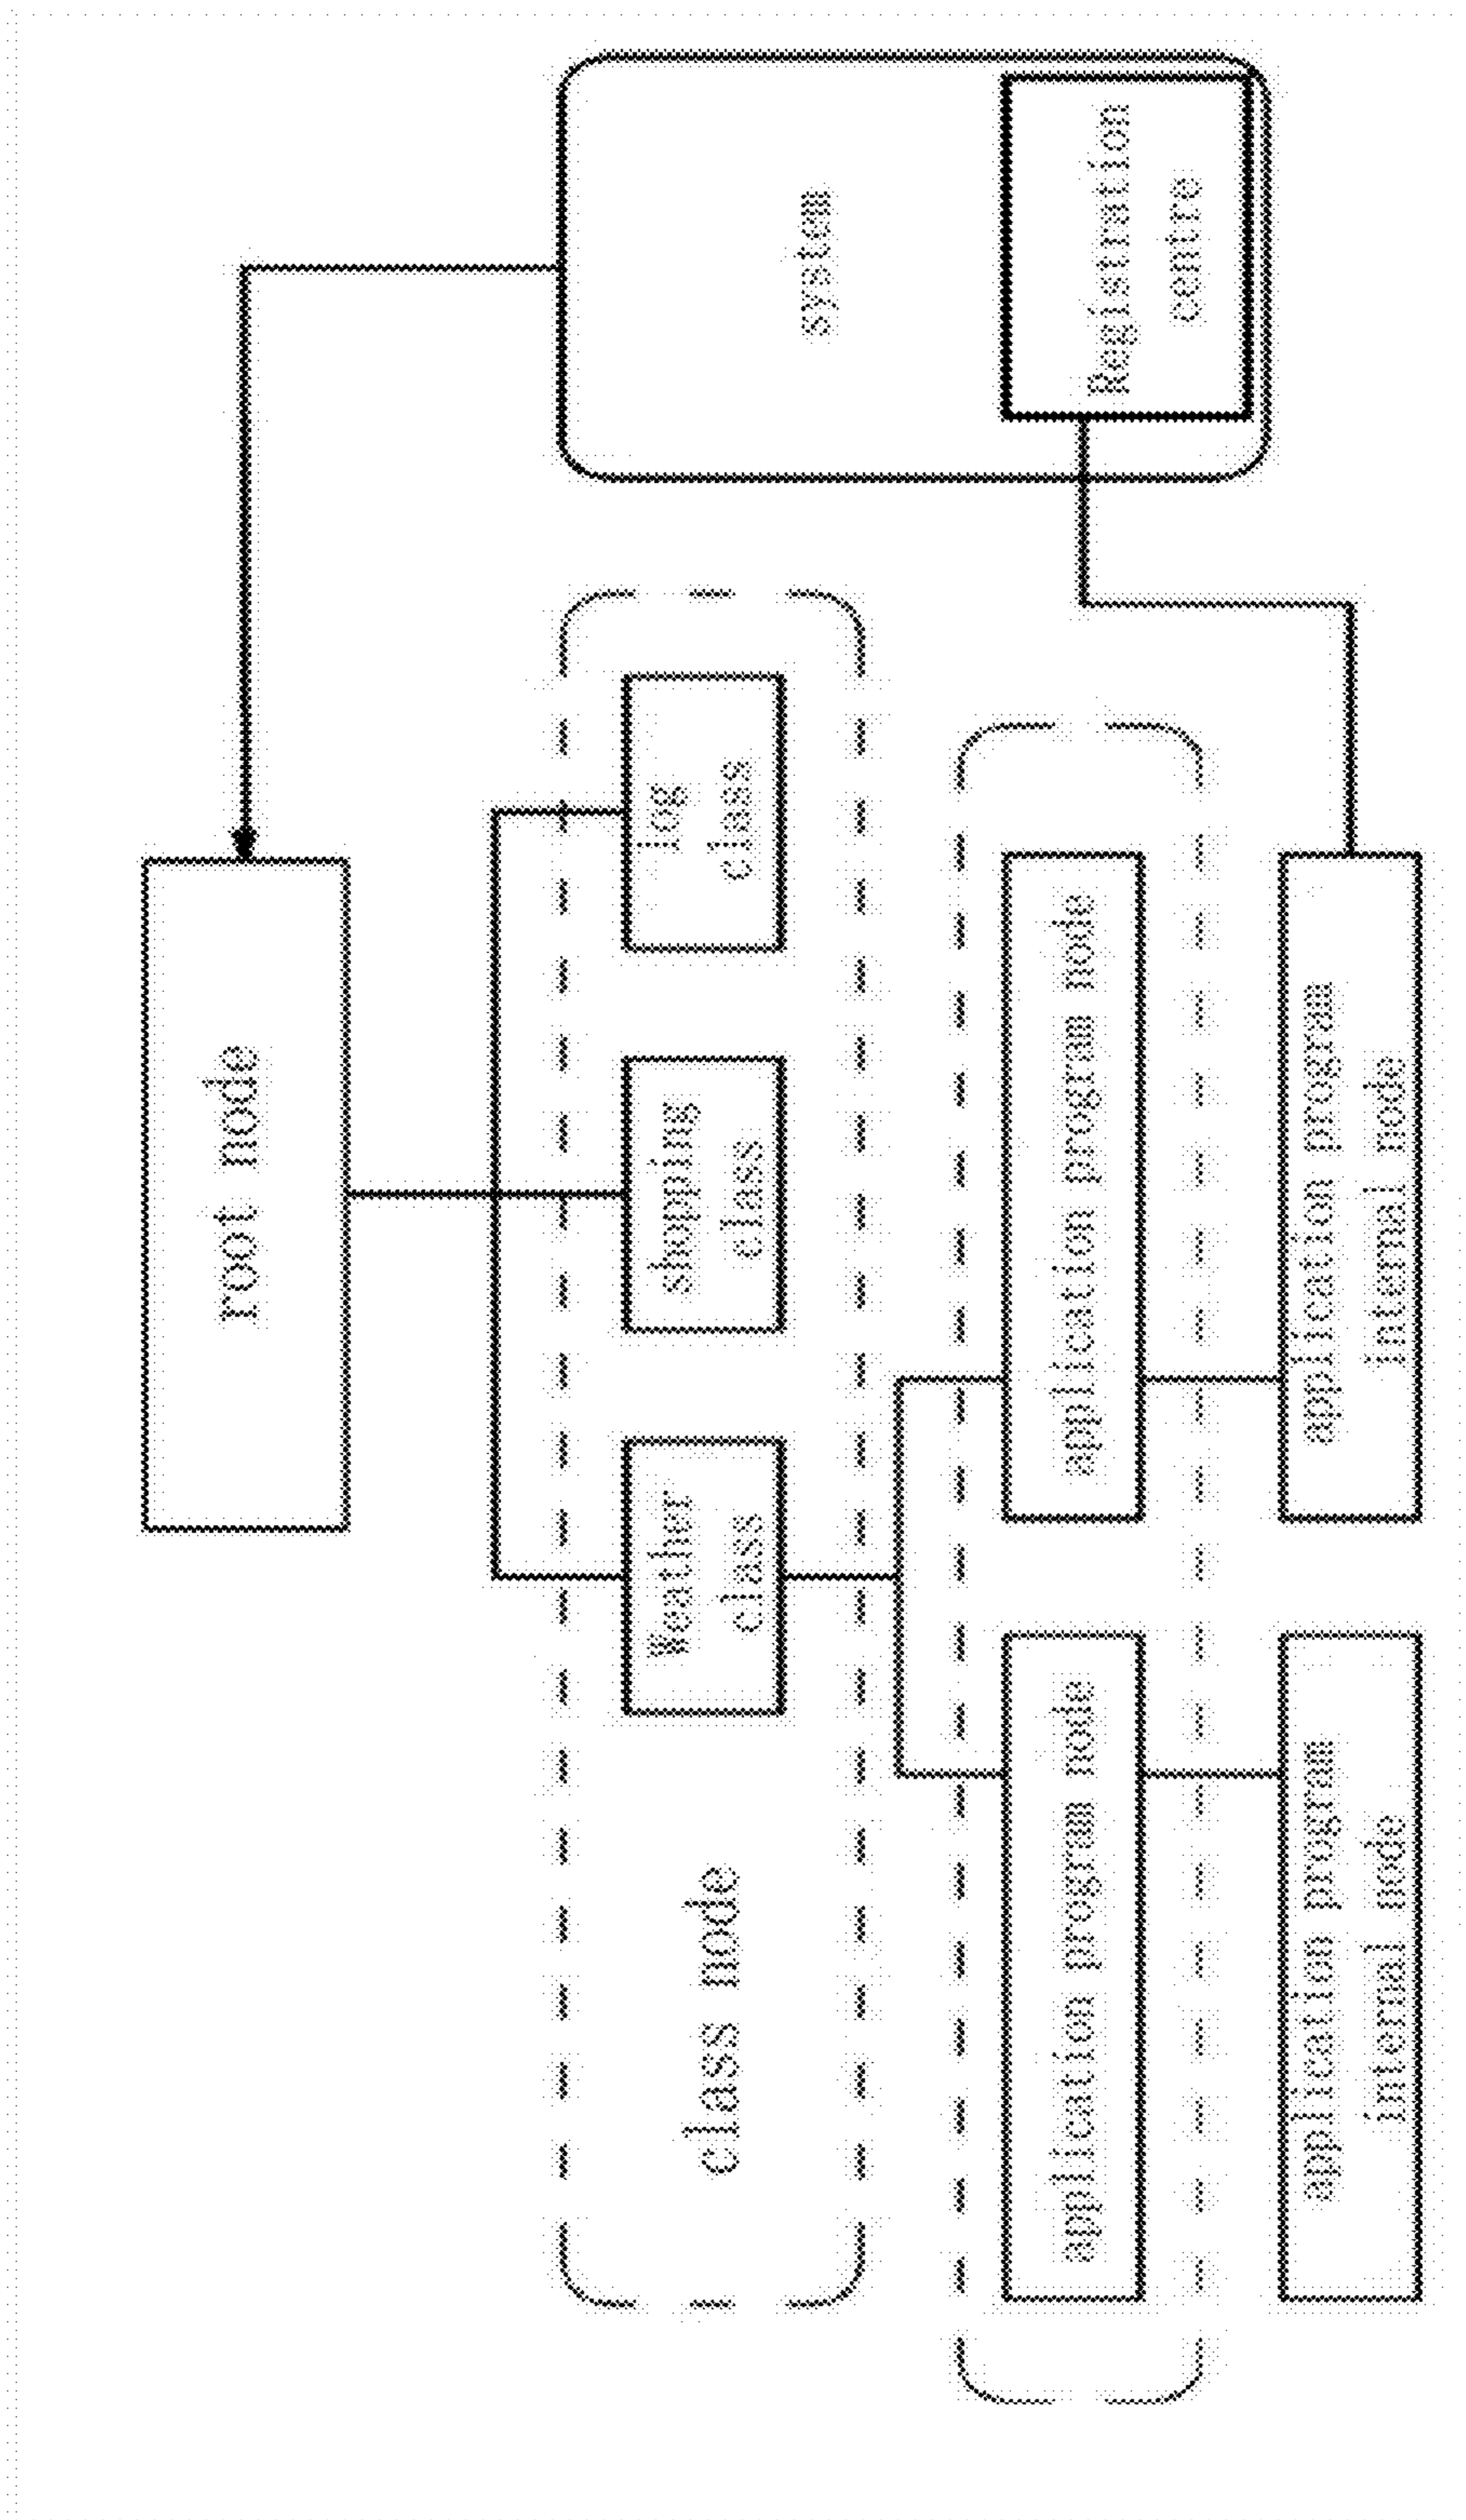 root node
system
Registration
centre
class node
Weather
class
shopping
class
log
class
application program node
application program node
application program
internal node
application program
internal node